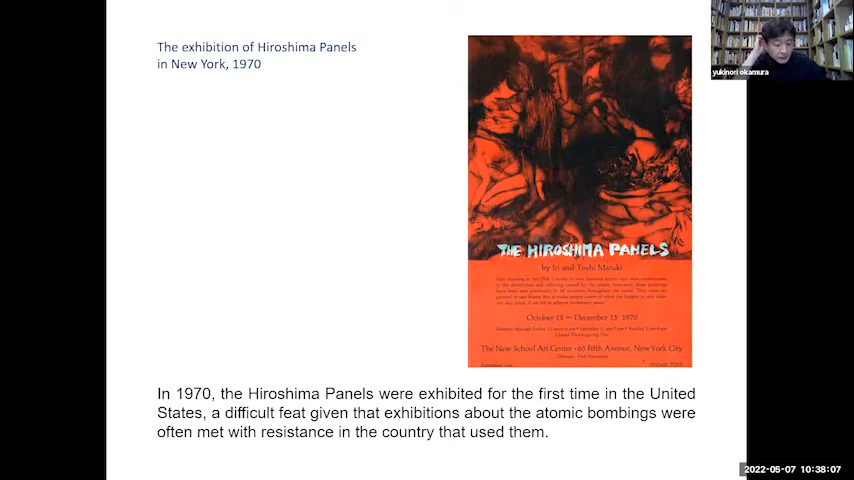 The exhibition of Hiroshima Panels
in New York, 1970
yukinori okamura
THE HIROSHIMA PANELS
by Iri and Toshi Maruki
October 15 — December 15, 1970
The New School Art Center · 65 Fifth Avenue, New York City
In 1970, the Hiroshima Panels were exhibited for the first time in the United
States, a difficult feat given that exhibitions about the atomic bombings were
often met with resistance in the country that used them.
2022-05-07 10:38:07